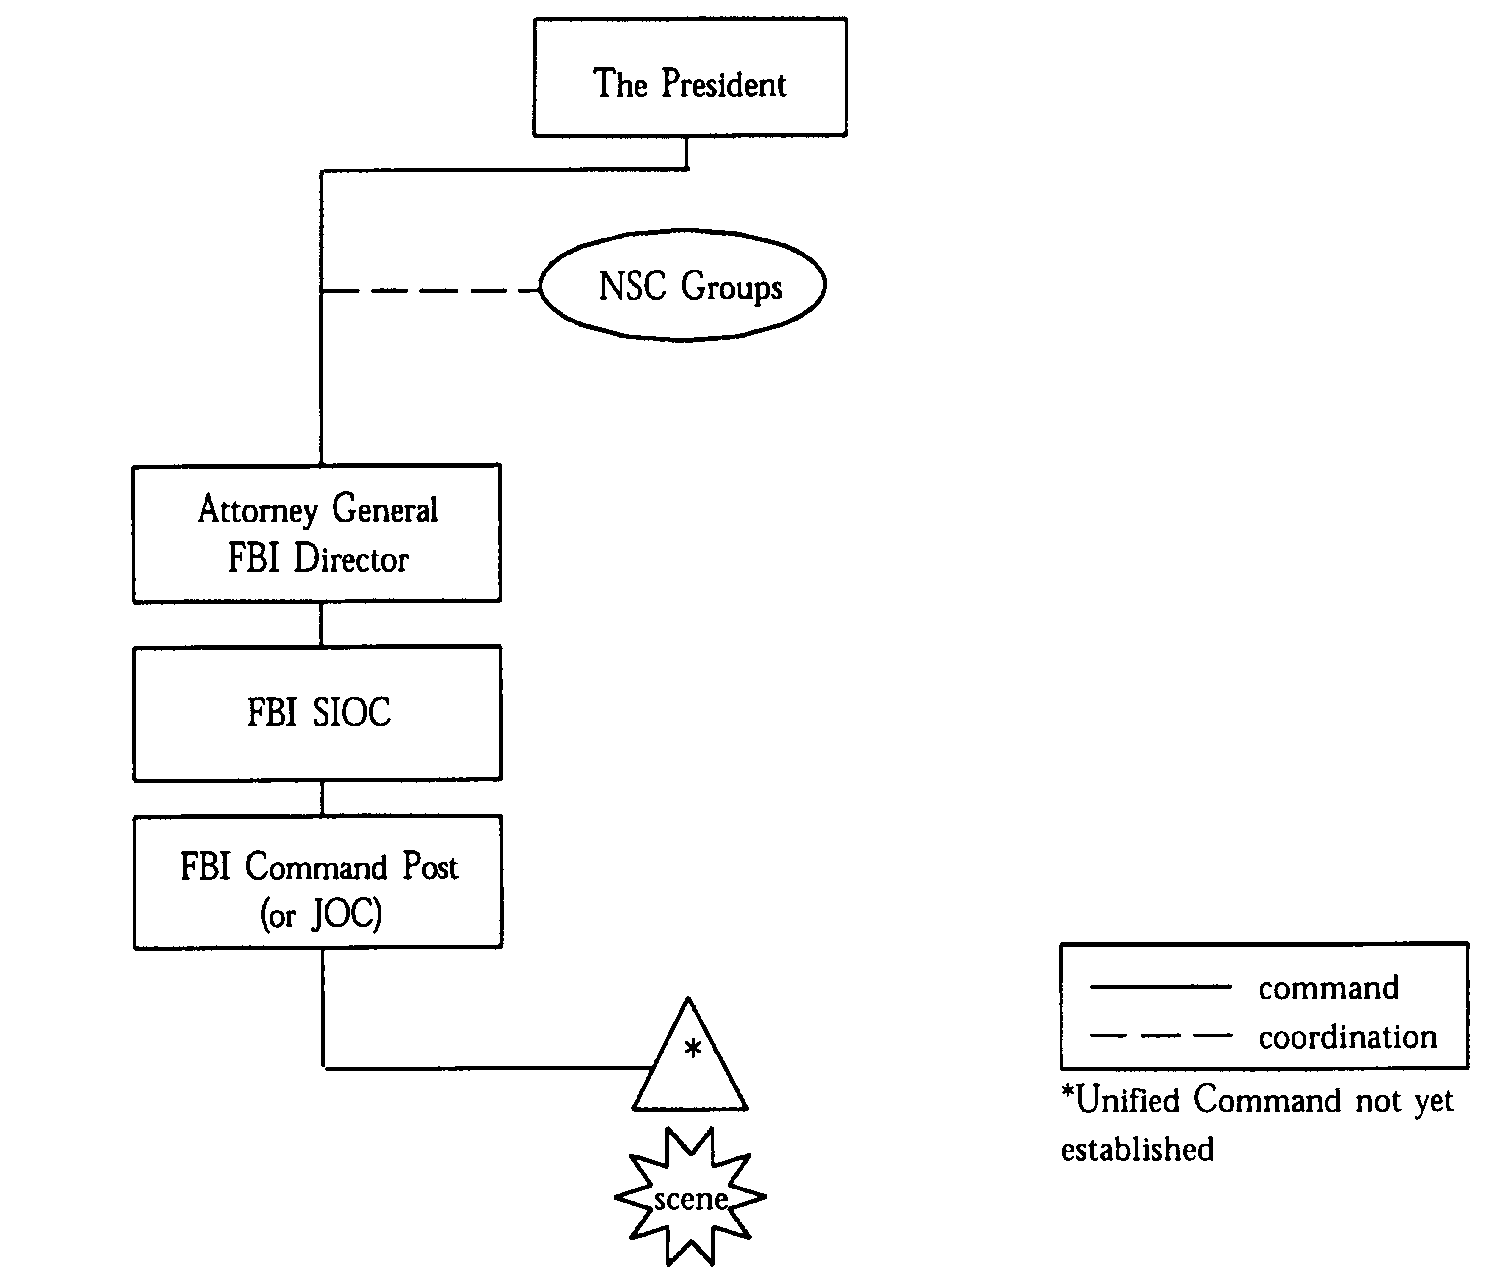 The President
NSC Groups
Attorney General
FBI Director
FBI SIOC
FBI Command Post
(or JOC)
*
scene
command
coordination
*Unified Command not yet
established